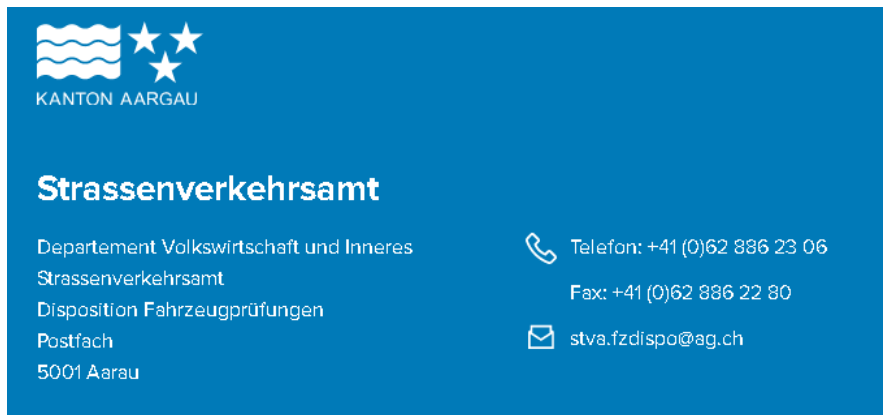 KANTON AARGAU
Strassenverkehrsamt
Departement Volkswirtschaft und Inneres
Strassenverkehrsamt
Disposition Fahrzeugprüfungen
Postfach
5001 Aarau
Telefon: +41 (0)62 886 23 06
Fax: +41 (0)62 886 22 80
stva.fzdispo@ag.ch